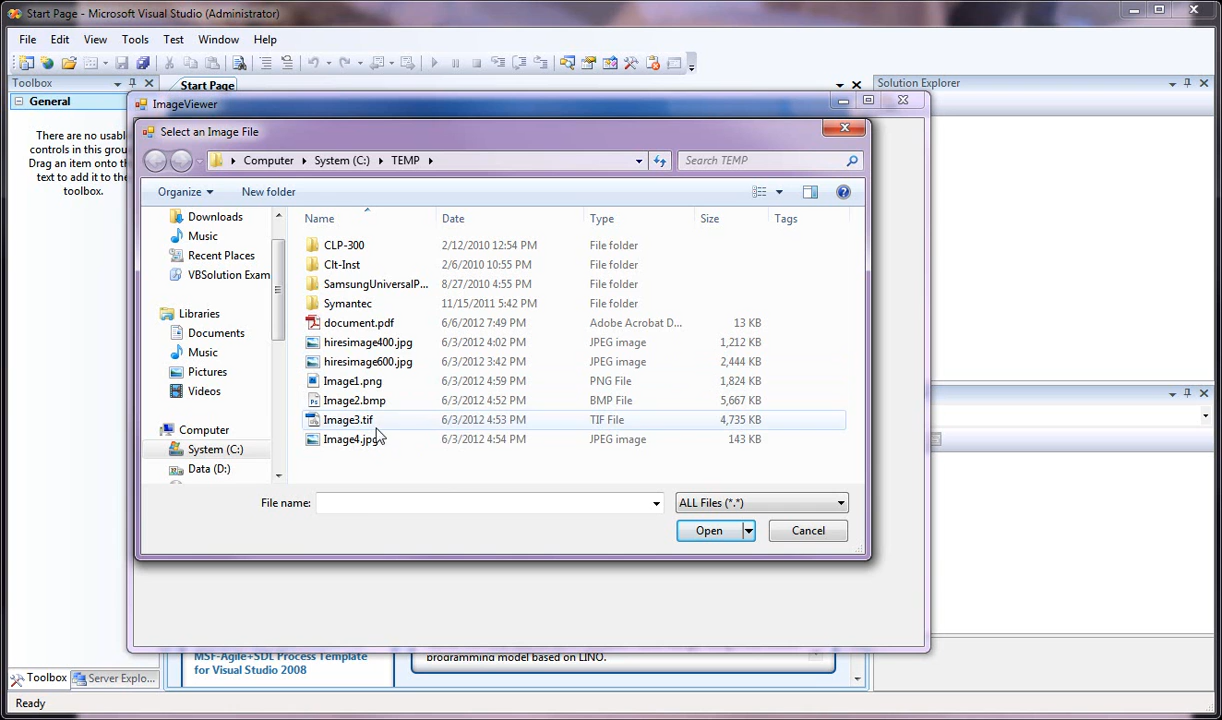 Start Page - Microsoft Visual Studio (Administrator)
File Edit View Tools Test Window Help
Toolbox
Start Page
Solution Explorer
General
There are no usabl
controls in this grou
Drag an item onto th
text to add it to the
toolbox.
ImageViewer
Select an Image File
Computer System (C:) TEMP
Search TEMP
Organize New folder
Downloads
Music
Recent Places
VBSolution Exam
Libraries
Documents
Music
Pictures
Videos
Computer
System (C:)
Data (D:)
Name Date Type Size Tags
CLP-300 2/12/2010 12:54 PM File folder
Clt-Inst 2/6/2010 10:55 PM File folder
SamsungUniversalP... 8/27/2010 4:55 PM File folder
Symantec 11/15/2011 5:42 PM File folder
document.pdf 6/6/2012 7:49 PM Adobe Acrobat D... 13 KB
hiresimage400.jpg 6/3/2012 4:02 PM JPEG image 1,212 KB
hiresimage600.jpg 6/3/2012 3:42 PM JPEG image 2,444 KB
Image1.png 6/3/2012 4:59 PM PNG File 1,824 KB
Image2.bmp 6/3/2012 4:52 PM BMP File 5,667 KB
Image3.tif 6/3/2012 4:53 PM TIF File 4,735 KB
Image4.jpg 6/3/2012 4:54 PM JPEG image 143 KB
File name:
ALL Files (*.*)
Open Cancel
MSF-Agile+SDL Process Template
for Visual Studio 2008
programming model based on LINQ.
Toolbox Server Explo...
Ready